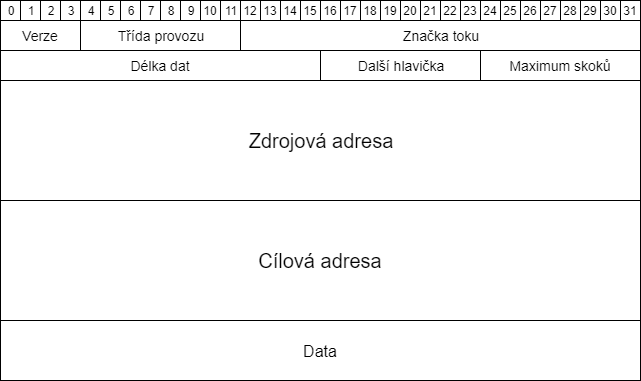 0 1 2 3 4 5 6 7 8 9 10 11 12 13 14 15 16 17 18 19 20 21 22 23 24 25 26 27 28 29 30 31
Verze Třída provozu Značka toku
Délka dat Další hlavička Maximum skoků
Zdrojová adresa
Cílová adresa
Data